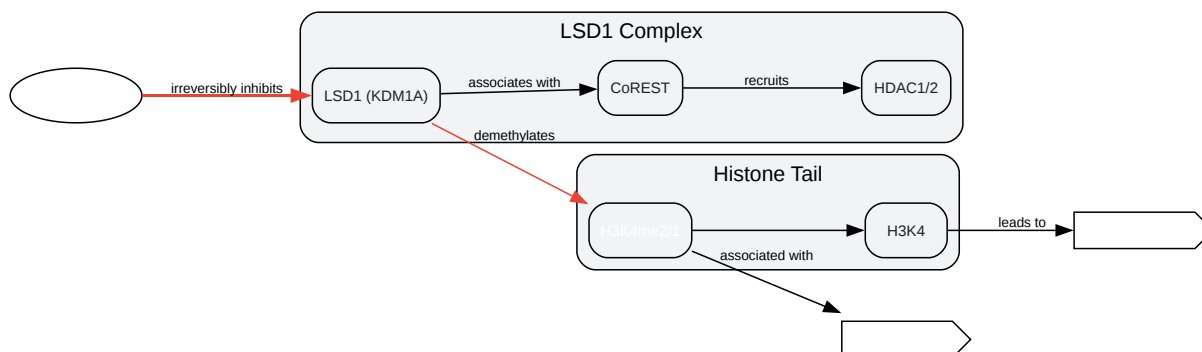 LSD1 Complex
irreversibly inhibits
LSD1 (KDM1A)
associates with
CoREST
recruits
HDAC1/2
demethylates
Histone Tail
H3K4me2/1
H3K4
leads to
associated with